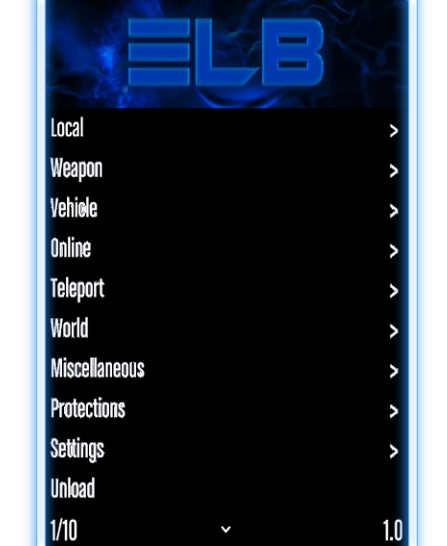 ELB
Local >
Weapon >
Vehicle >
Online >
Teleport >
World >
Miscellaneous >
Protections >
Settings >
Unload
1/10 1.0